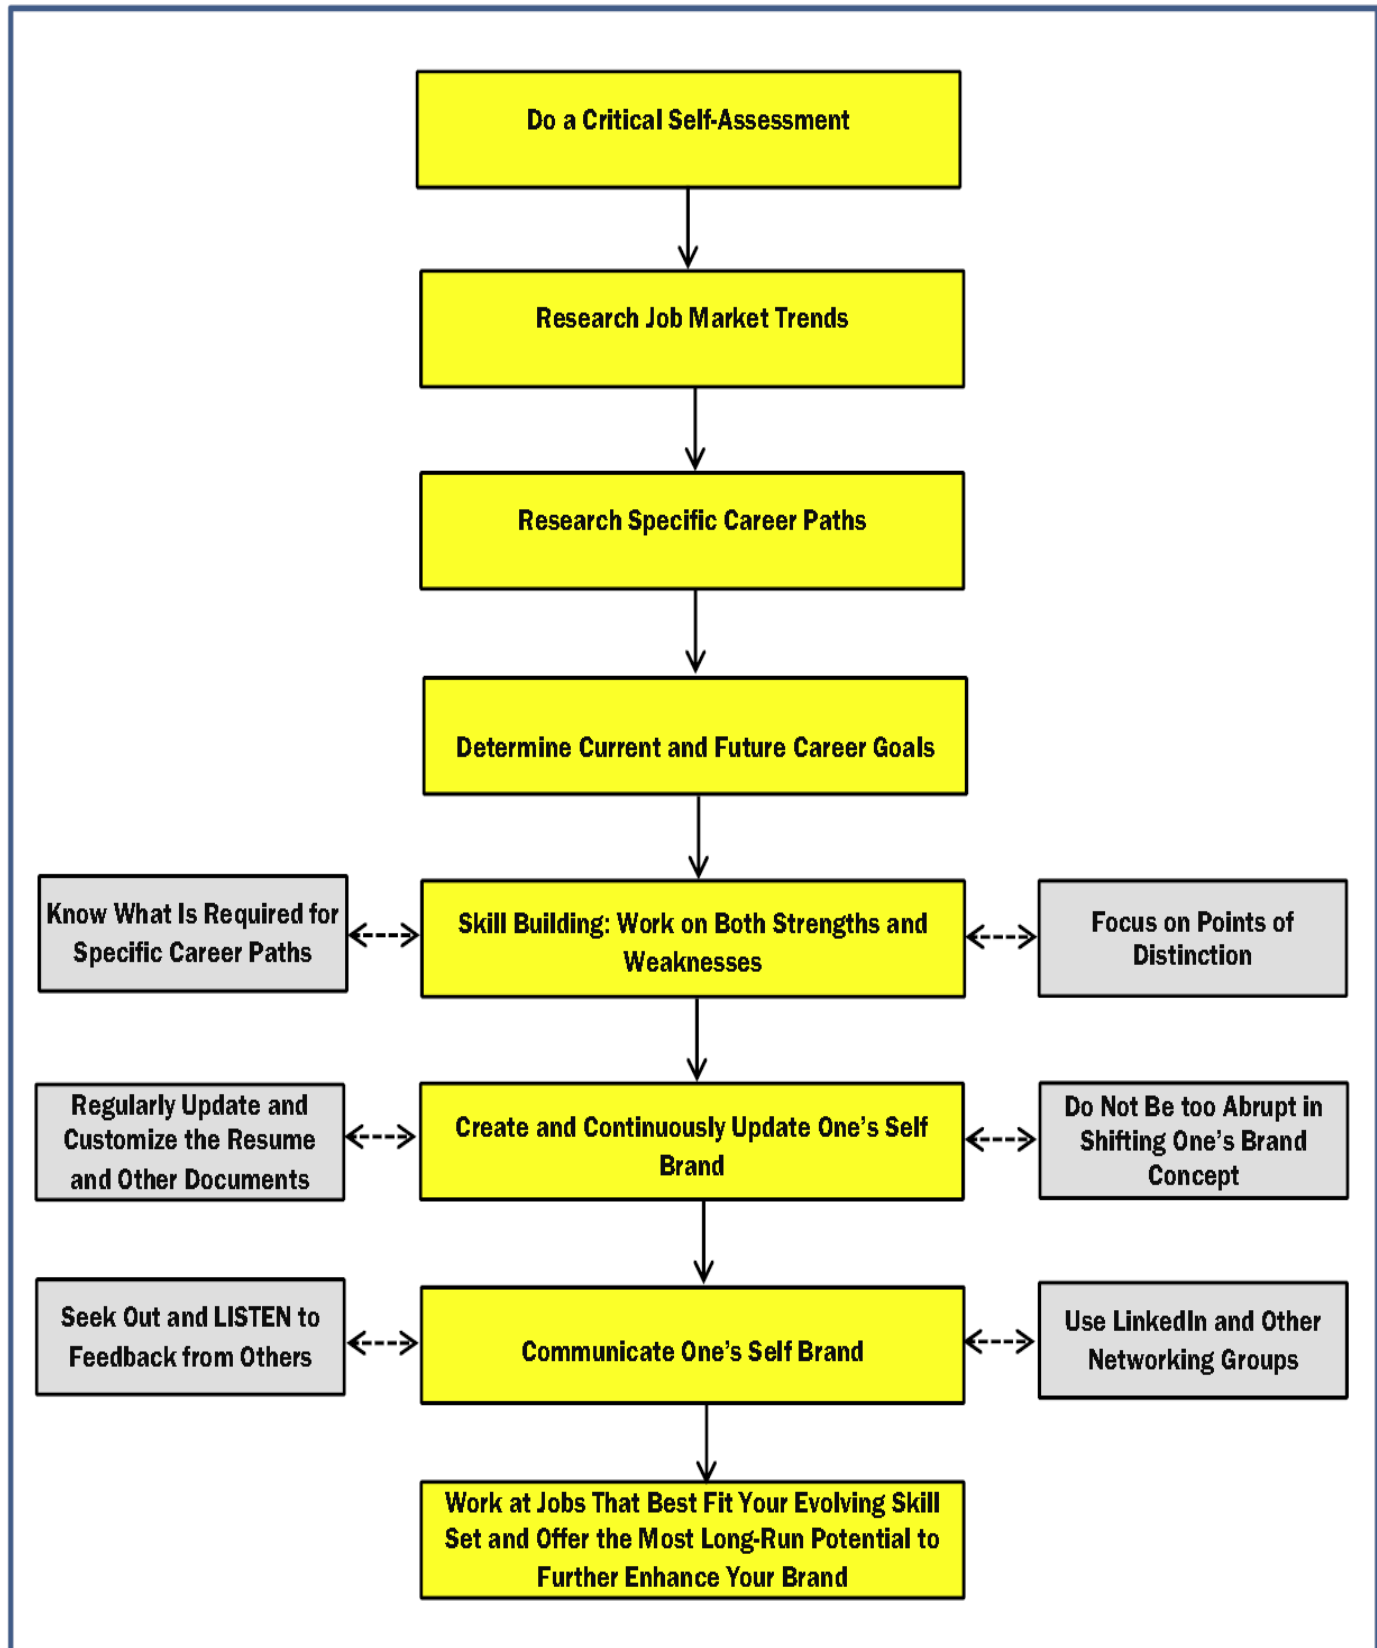 Do a Critical Self-Assessment
Research Job Market Trends
Research Specific Career Paths
Determine Current and Future Career Goals
Know What Is Required for
Specific Career Paths
Skill Building: Work on Both Strengths and
Weaknesses
Focus on Points of
Distinction
Regularly Update and
Customize the Resume
and Other Documents
Create and Continuously Update One's Self
Brand
Do Not Be too Abrupt in
Shifting One's Brand
Concept
Seek Out and LISTEN to
Feedback from Others
Communicate One's Self Brand
Use LinkedIn and Other
Networking Groups
Work at Jobs That Best Fit Your Evolving Skill
Set and Offer the Most Long-Run Potential to
Further Enhance Your Brand